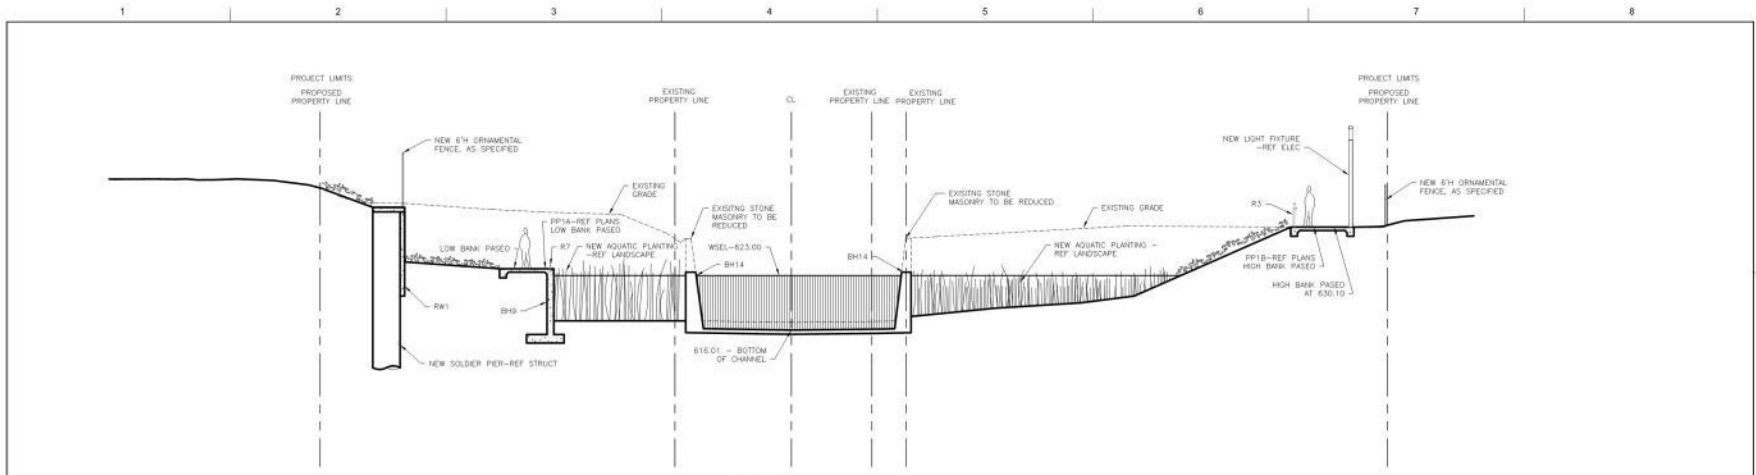 1 2 3 4 5 6 7 8
PROJECT LIMITS
PROPOSED
PROPERTY LINE
EXISTING
PROPERTY LINE
CL
EXISTING
PROPERTY LINE
EXISTING
PROPERTY LINE
PROJECT LIMITS
PROPOSED
PROPERTY LINE
NEW 6'H ORNAMENTAL
FENCE, AS SPECIFIED
NEW LIGHT FIXTURE
-REF ELEC
EXISTING
GRADE
EXISITNG STONE
MASONRY TO BE REDUCED
NEW 6'H ORNAMENTAL
FENCE, AS SPECIFIED
EXISITNG STONE
MASONRY TO BE
REDUCED
EXISTING GRADE
R3
PP1A-REF PLANS
LOW BANK PASEO
LOW BANK PASEO
R7
NEW AQUATIC PLANTING
-REF LANDSCAPE
WSEL-623.00
BH14
BH14
NEW AQUATIC PLANTING -
REF LANDSCAPE
PP1B-REF PLANS
HIGH BANK PASEO
HIGH BANK PASEO
AT 630.10
RW1
BH9
616.01 - BOTTOM
OF CHANNEL
NEW SOLDIER PIER-REF STRUCT